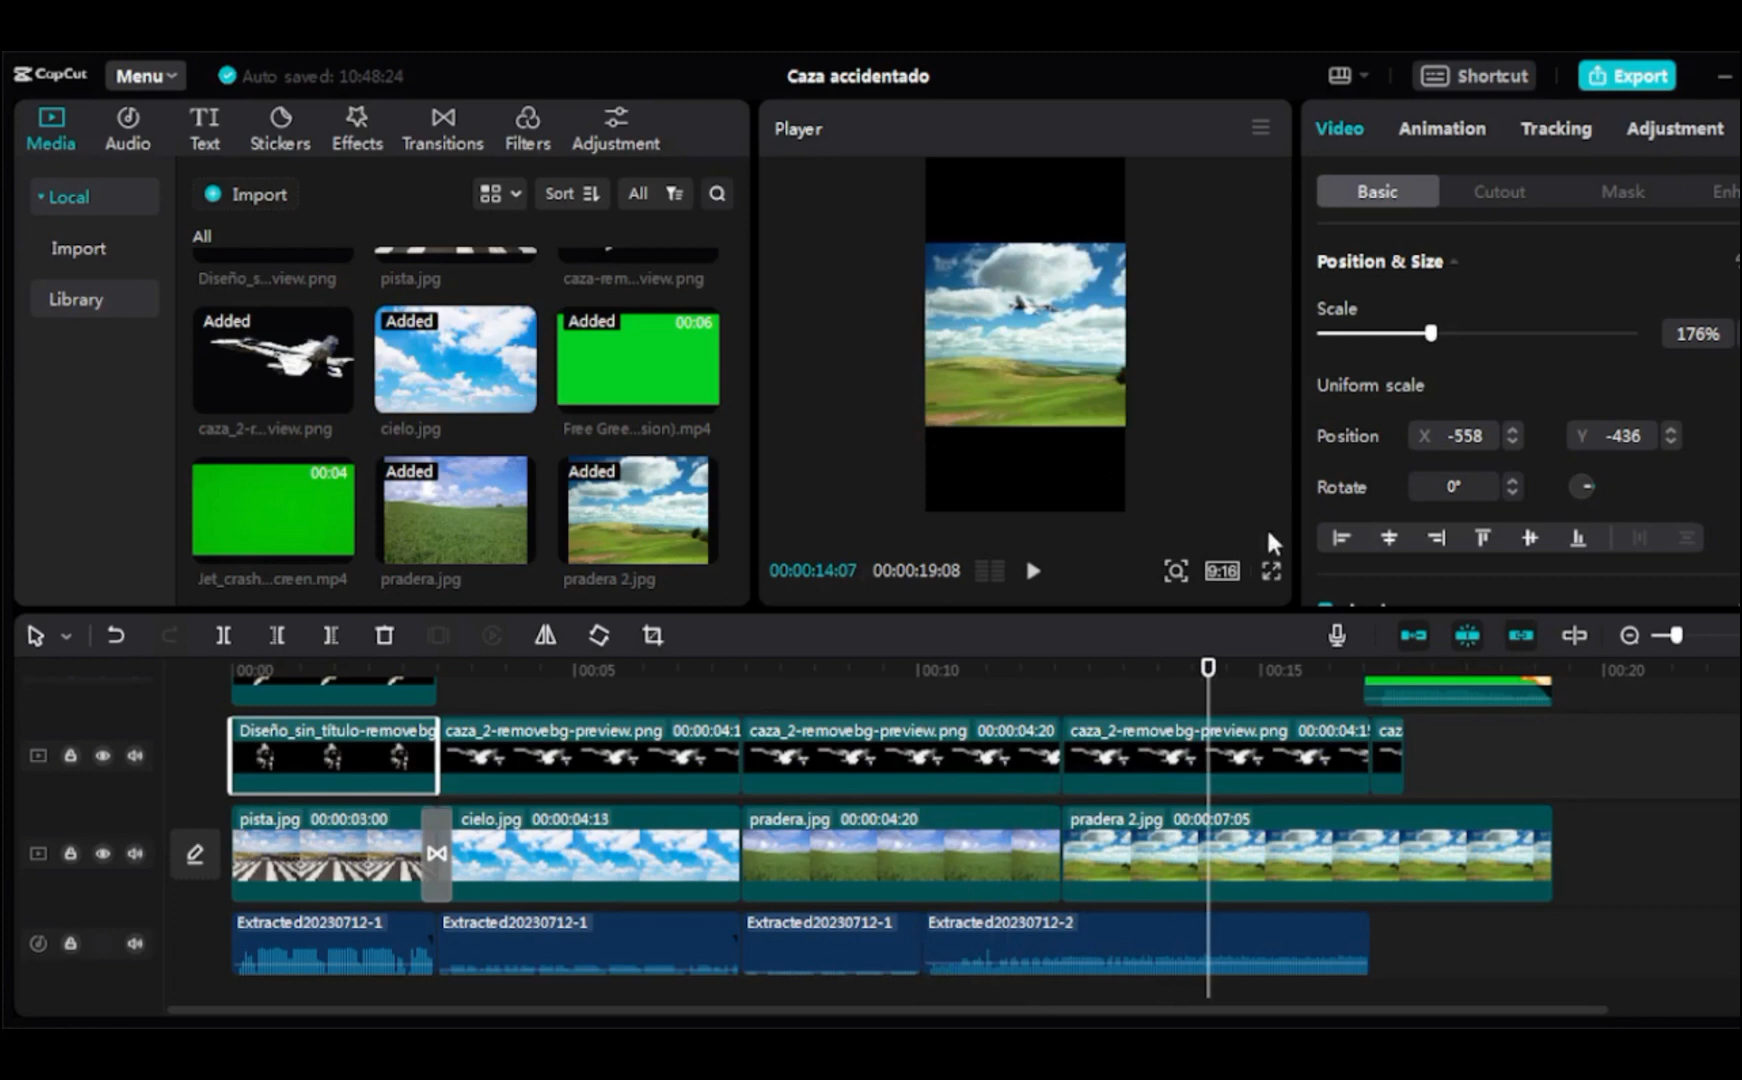 CapCut Menu Auto saved: 10:48:24 Caza accidentado Shortcut Export
Media Audio TI Text Stickers Effects Transitions Filters Adjustment
Local
Import
Library
Import Sort All
All
Diseño_s...view.png pista.jpg caza-rem...view.png
Added Added Added 00:06
caza_2-r...view.png cielo.jpg Free Gree...sion).mp4
00:04 Added Added
Jet_crash...creen.mp4 pradera.jpg pradera 2.jpg
Player
00:00:14:07 00:00:19:08 9:16
Video Animation Tracking Adjustment
Basic Cutout Mask Enh
Position & Size
Scale
176%
Uniform scale
Position X -558 Y -436
Rotate 0°
00:00 00:05 00:10 00:15 00:20
Diseño_sin_título-removebg caza_2-removebg-preview.png 00:00:04:1 caza_2-removebg-preview.png 00:00:04:20 caza_2-removebg-preview.png 00:00:04:1 caz
pista.jpg 00:00:03:00 cielo.jpg 00:00:04:13 pradera.jpg 00:00:04:20 pradera 2.jpg 00:00:07:05
Extracted20230712-1 Extracted20230712-1 Extracted20230712-1 Extracted20230712-2